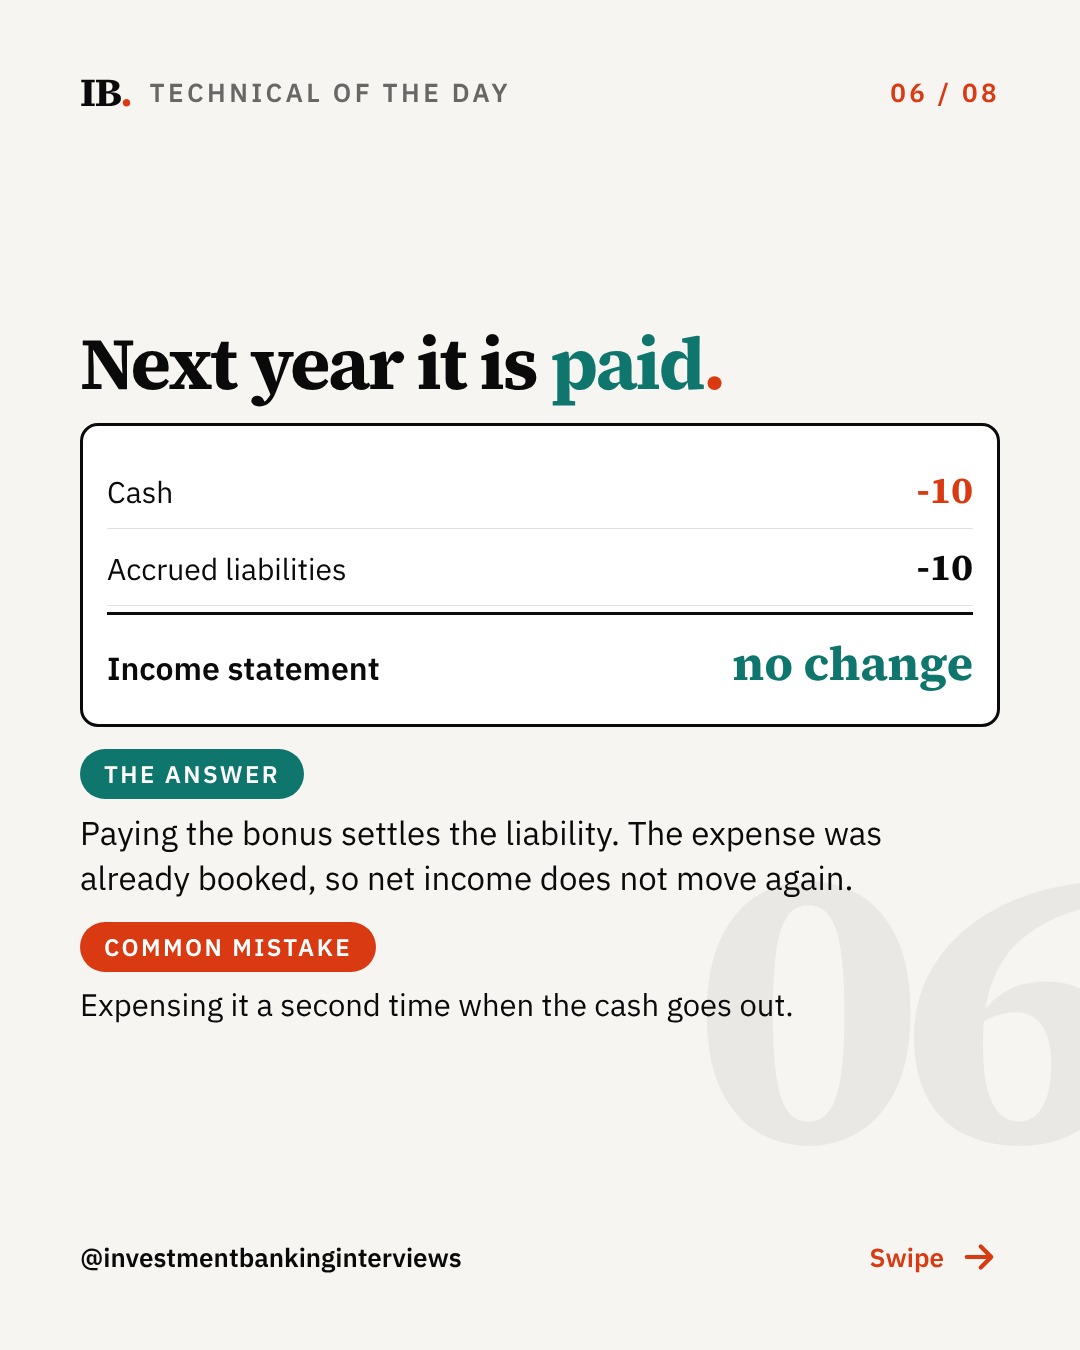 IB. TECHNICAL OF THE DAY
06 / 08
Next year it is paid.
Cash -10
Accrued liabilities -10
Income statement no change
THE ANSWER
Paying the bonus settles the liability. The expense was
already booked, so net income does not move again.
COMMON MISTAKE
Expensing it a second time when the cash goes out.
06
@investmentbankinginterviews
Swipe →